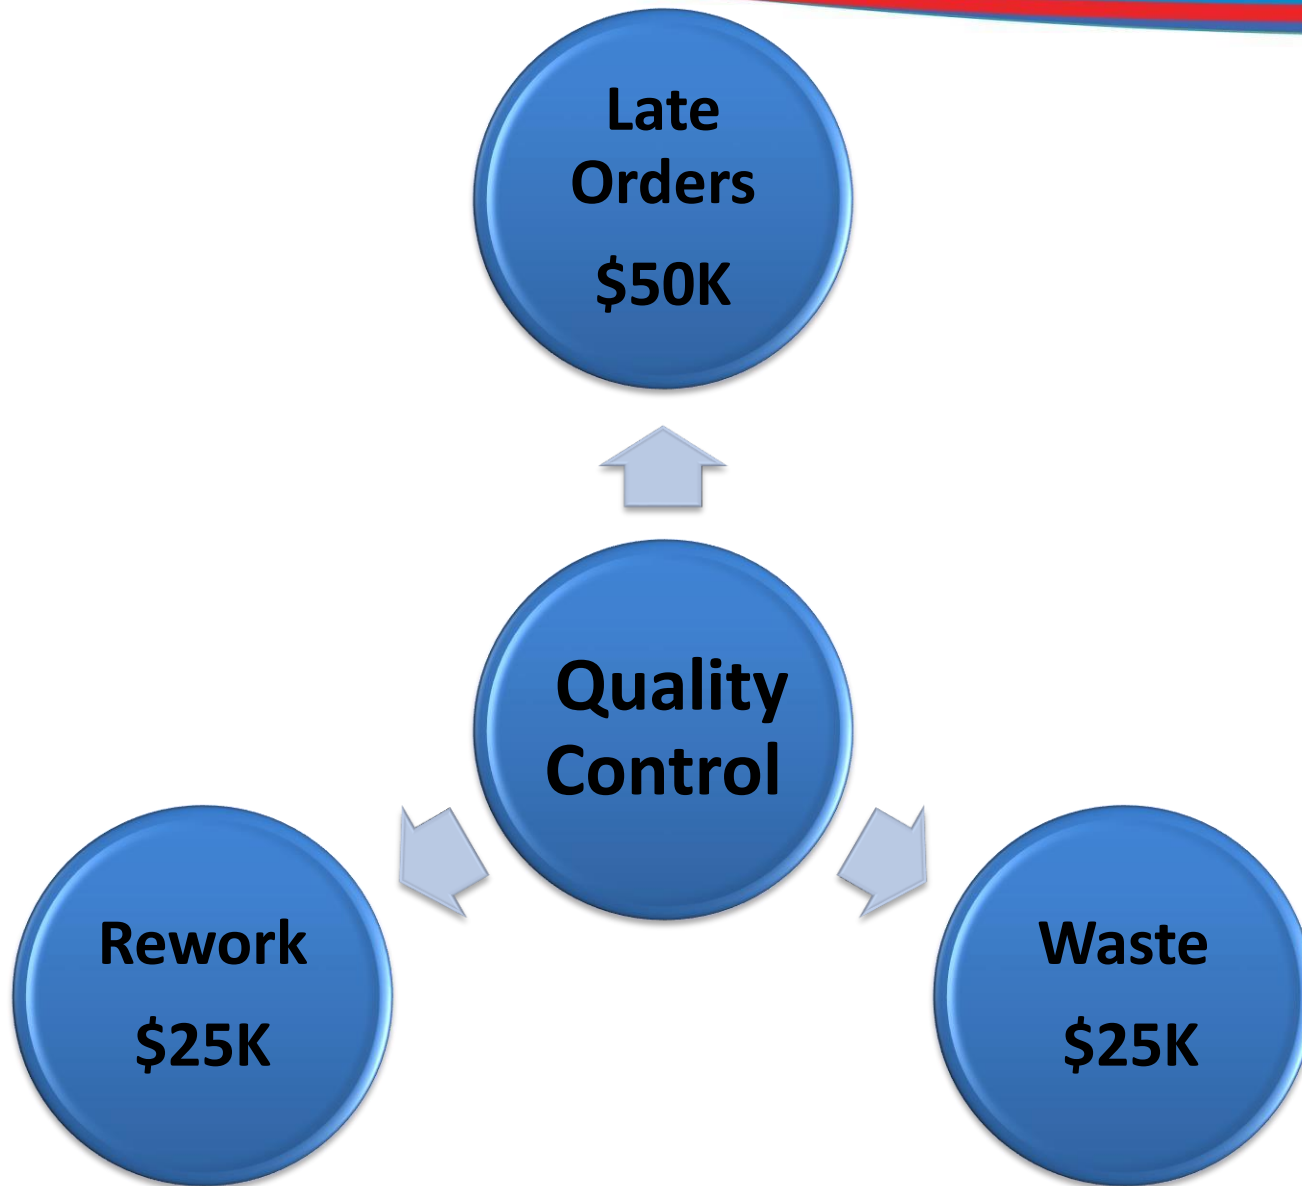 Late
Orders
$50K
Quality
Control
Rework
$25K
Waste
$25K